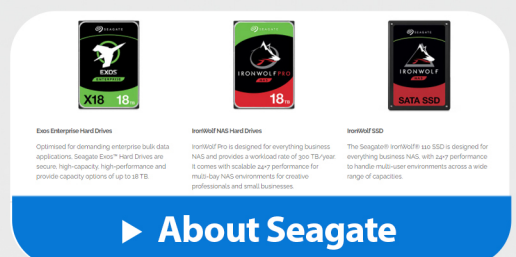 SEAGATE
EXOS
ENTERPRISE
X18 18TB
SEAGATE
IRONWOLF PRO
NAS
18TB
SEAGATE
IRONWOLF
NAS
SATA SSD
Exos Enterprise Hard Drives
Optimised for demanding enterprise bulk data
applications, Seagate Exos™ Hard Drives are
secure, high-capacity, high-performance and
provide capacity options of up to 18 TB.
IronWolf NAS Hard Drives
IronWolf Pro is designed for everything business
NAS and provides a workload rate of 300 TB/year.
It comes with scalable 24×7 performance for
multi-bay NAS environments for creative
professionals and small businesses.
IronWolf SSD
The Seagate® IronWolf® 110 SSD is designed for
everything business NAS, with 24×7 performance
to handle multi-user environments across a wide
range of capacities.
About Seagate